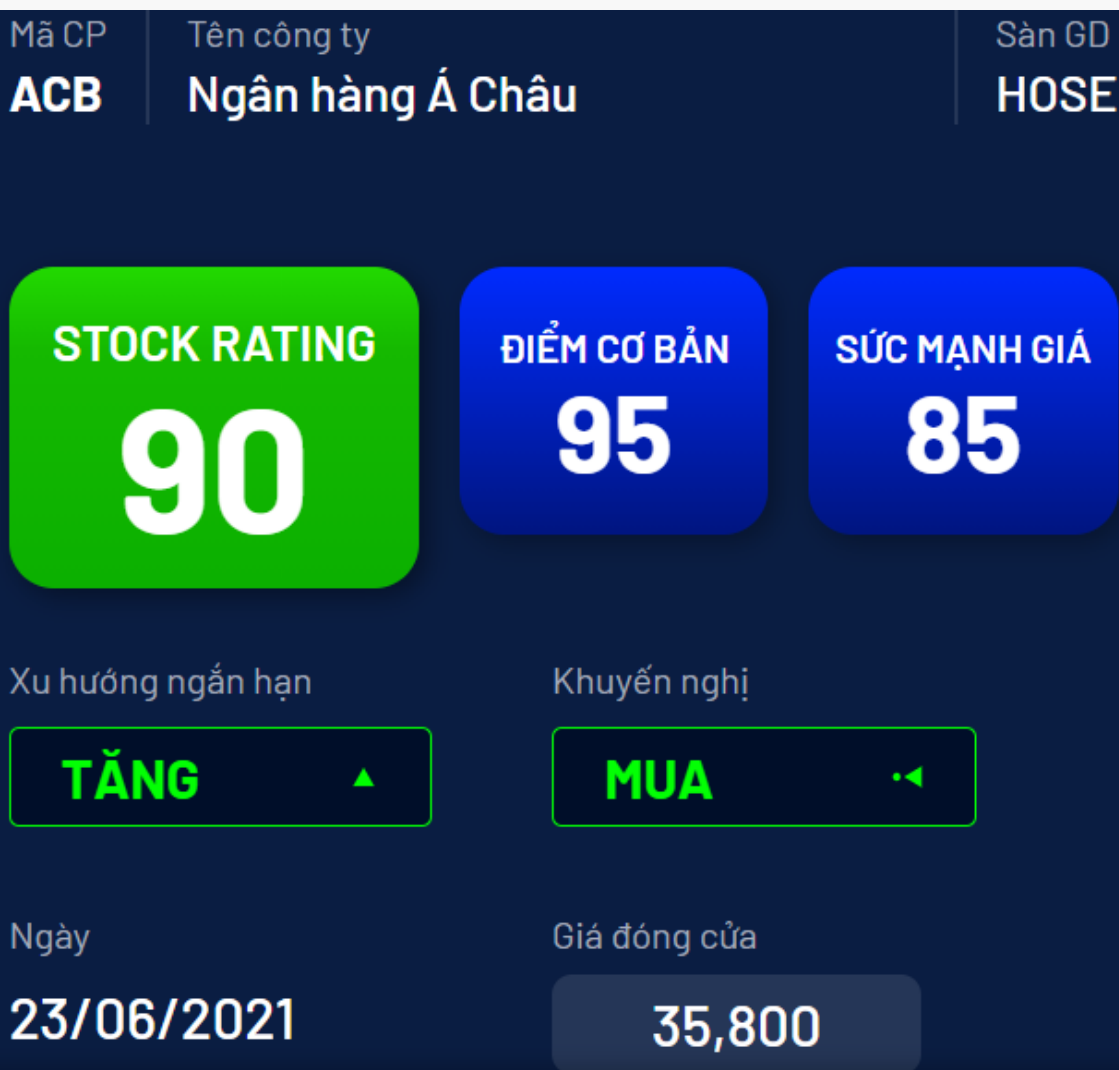 Mã CP
Tên công ty
Sàn GD
ACB
Ngân hàng Á Châu
HOSE
STOCK RATING
90
ĐIỂM CƠ BẢN
95
SỨC MẠNH GIÁ
85
Xu hướng ngắn hạn
Khuyến nghị
TĂNG
MUA
Ngày
Giá đóng cửa
23/06/2021
35,800